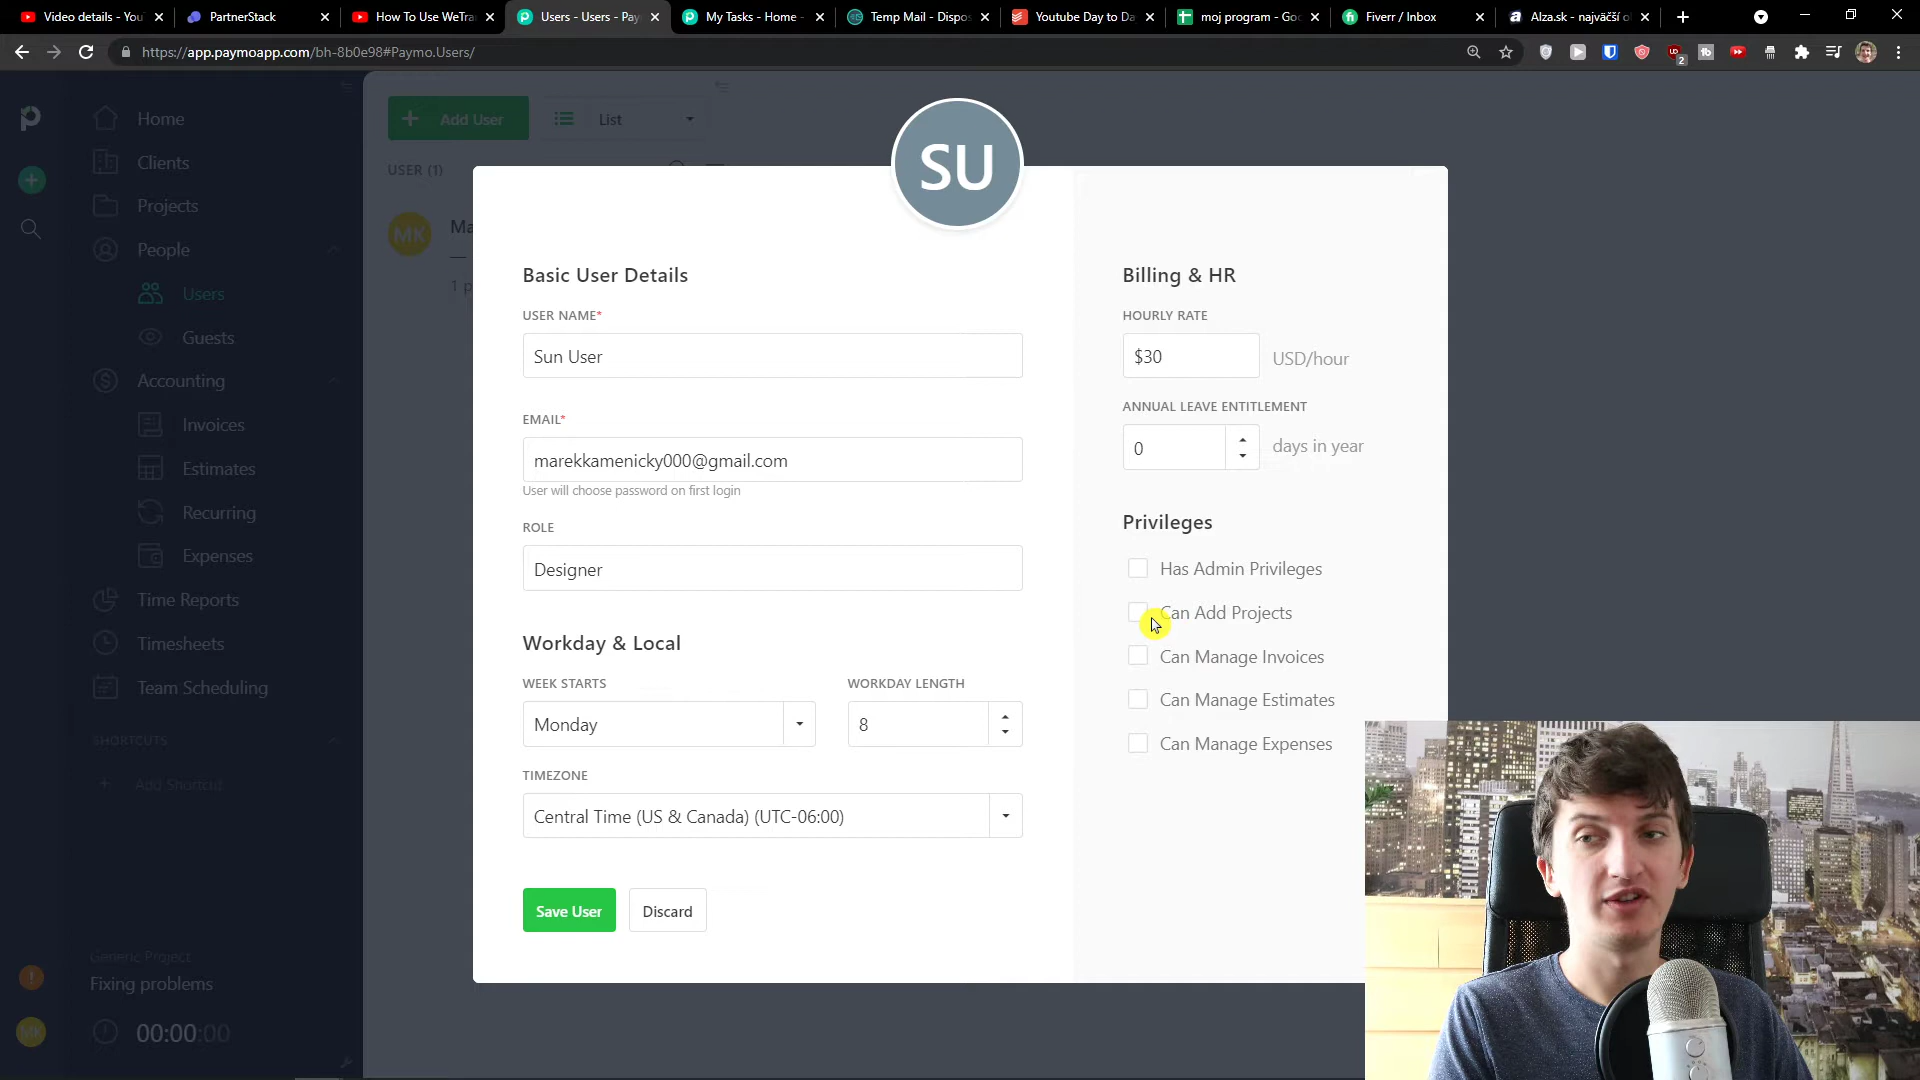 Video details - You
PartnerStack
How To Use WeTra
Users - Users - Pay
My Tasks - Home -
Temp Mail - Dispos
Youtube Day to Da
moj program - Goo
Fiverr / Inbox
Alza.sk - najväčší o
https://app.paymoapp.com/bh-8b0e98#Paymo.Users/
2
Home
Clients
Projects
People
Users
Guests
Accounting
Invoices
Estimates
Recurring
Expenses
Time Reports
Timesheets
Team Scheduling
SHORTCUTS
Add Shortcut
Generic Project
Fixing problems
MK
00:00:00
Add User
List
USER (1)
MK
Ma
1 p
SU
Basic User Details
USER NAME*
Sun User
EMAIL*
marekkamenicky000@gmail.com
User will choose password on first login
ROLE
Designer
Workday & Local
WEEK STARTS
WORKDAY LENGTH
Monday
8
TIMEZONE
Central Time (US & Canada) (UTC-06:00)
Save User
Discard
Billing & HR
HOURLY RATE
$30
USD/hour
ANNUAL LEAVE ENTITLEMENT
0
days in year
Privileges
Has Admin Privileges
Can Add Projects
Can Manage Invoices
Can Manage Estimates
Can Manage Expenses